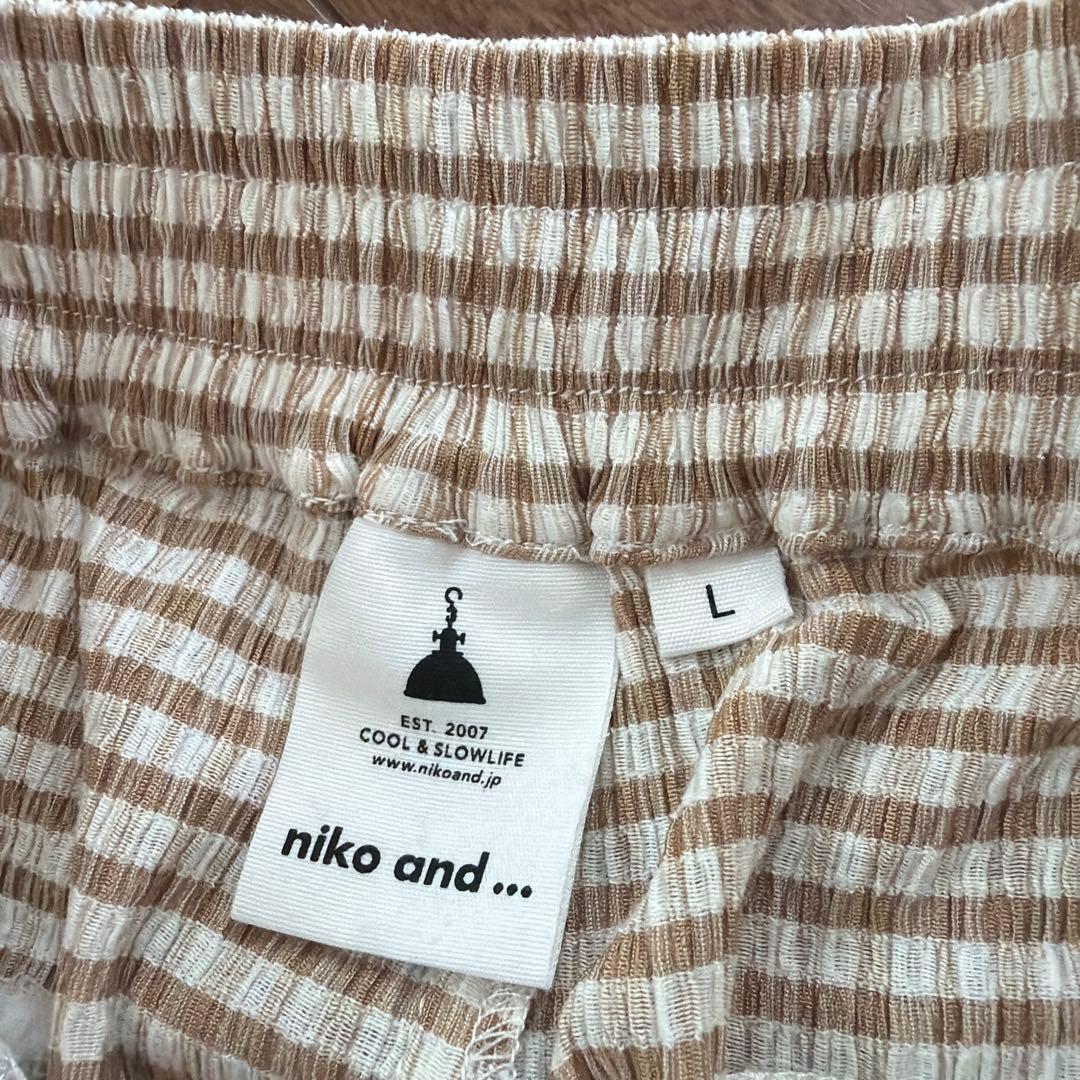 EST. 2007
COOL & SLOWLIFE
www.nikoand.jp
niko and ...
L